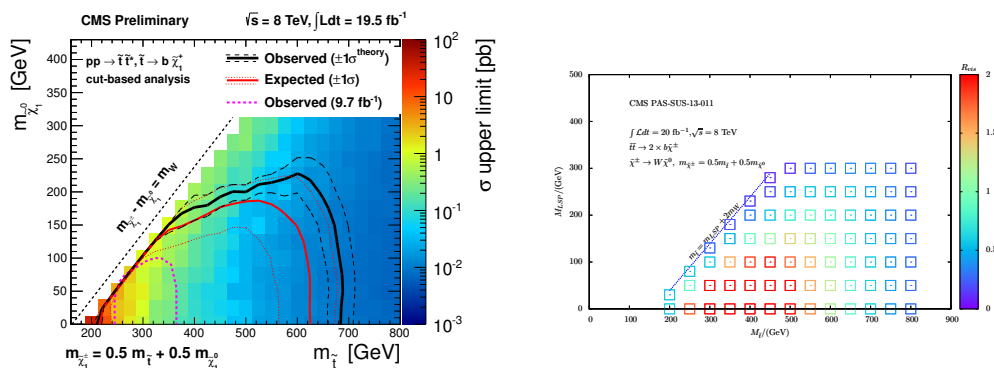 CMS Preliminary √s = 8 TeV, ∫Ldt = 19.5 fb⁻¹
m_χ̃₁⁰ [GeV]
400
350
300
250
200
150
100
50
0
pp → t̃ t̃*, t̃ → b χ̃₁⁺
cut-based analysis
Observed (±1σ^theory)
Expected (±1σ)
Observed (9.7 fb⁻¹)
m_χ̃₁± - m_χ̃₁⁰ = m_W
200 300 400 500 600 700 800
m_t̃ [GeV]
m_χ̃₁± = 0.5 m_t̃ + 0.5 m_χ̃₁⁰
10²
10
1
10⁻¹
10⁻²
10⁻³
σ upper limit [pb]
CMS PAS-SUS-13-011
∫ Ldt = 20 fb⁻¹, √s = 8 TeV
t̃t̃ → 2 × bχ̃±
χ̃± → Wχ̃⁰, m_χ̃± = 0.5m_t̃ + 0.5m_χ̃⁰
m_t̃ = m_LSP + 2m_W
M_LSP/(GeV)
500
400
300
200
100
0
0 100 200 300 400 500 600 700 800 900
M_t̃/(GeV)
R_vis
2
1.5
1
0.5
0